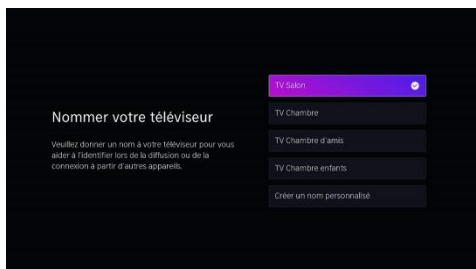 TV Salon
Nommer votre téléviseur
TV Chambre
Veuillez donner un nom à votre téléviseur pour vous
aider à l'identifier lors de la diffusion ou de la
connexion à partir d'autres appareils.
TV Chambre d'amis
TV Chambre enfants
Créer un nom personnalisé